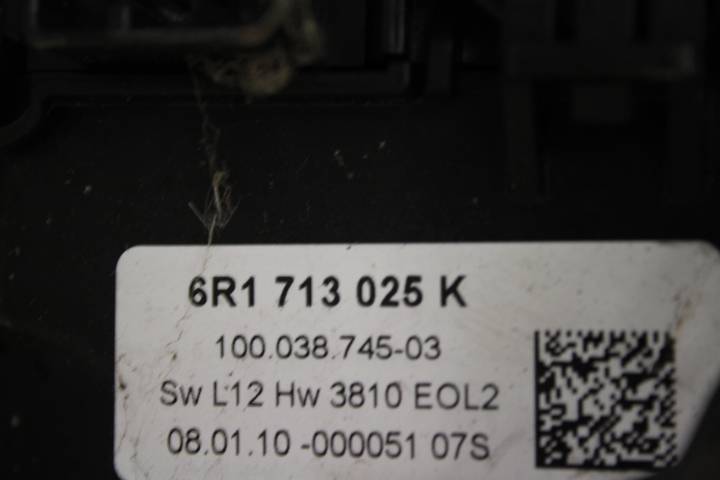 6R1 713 025 K
100.038.745-03
Sw L12 Hw 3810 EOL2
08.01.10 -000051 07S